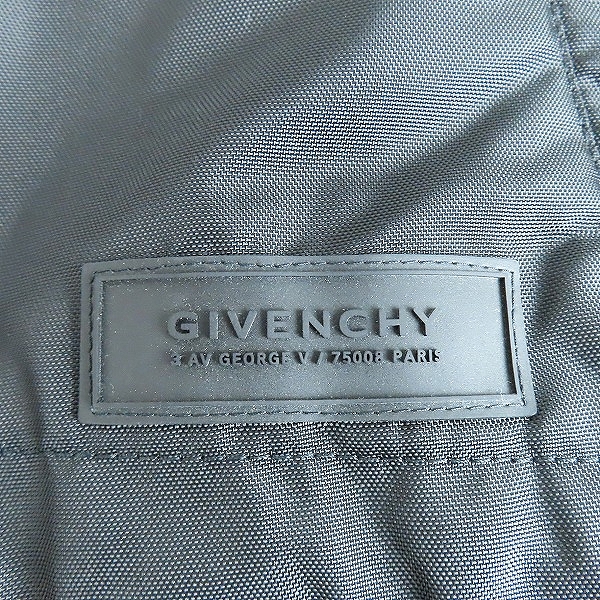 GIVENCHY
3 AV GEORGE V / 75008 PARIS